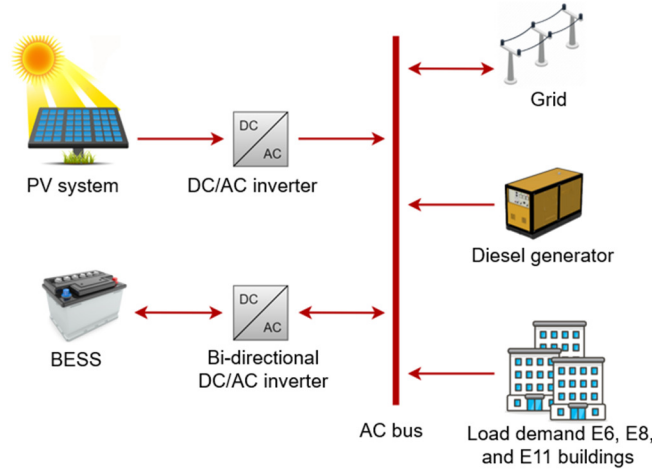 Grid
DC
AC
PV system
DC/AC inverter
Diesel generator
DC
AC
BESS
Bi-directional
DC/AC inverter
AC bus
Load demand E6, E8,
and E11 buildings